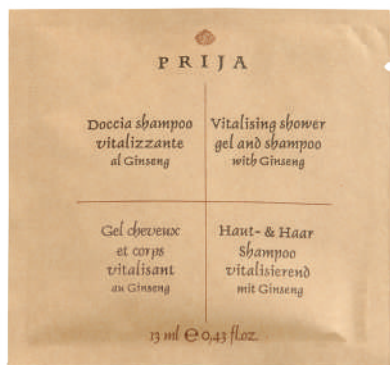 PRIJA
Doccia shampoo
vitalizzante
al Ginseng
Vitalising shower
gel and shampoo
with Ginseng
Gel cheveux
et corps
vitalisant
au Ginseng
Haut- & Haar
Shampoo
vitalisierend
mit Ginseng
13 ml e 0,43 fl.oz.